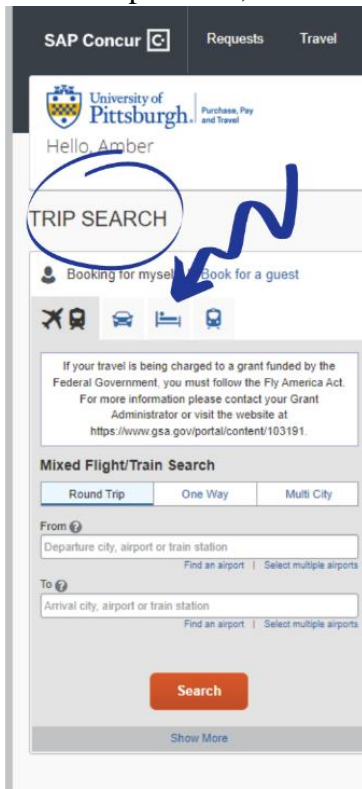 SAP Concur C Requests Travel
University of
Pittsburgh.
Purchase, Pay
and Travel
Hello, Amber
TRIP SEARCH
Booking for myself Book for a guest
If your travel is being charged to a grant funded by the
Federal Government, you must follow the Fly America Act.
For more information please contact your Grant
Administrator or visit the website at
https://www.gsa.gov/portal/content/103191.
Mixed Flight/Train Search
Round Trip One Way Multi City
From ?
Departure city, airport or train station
Find an airport | Select multiple airports
To ?
Arrival city, airport or train station
Find an airport | Select multiple airports
Search
Show More